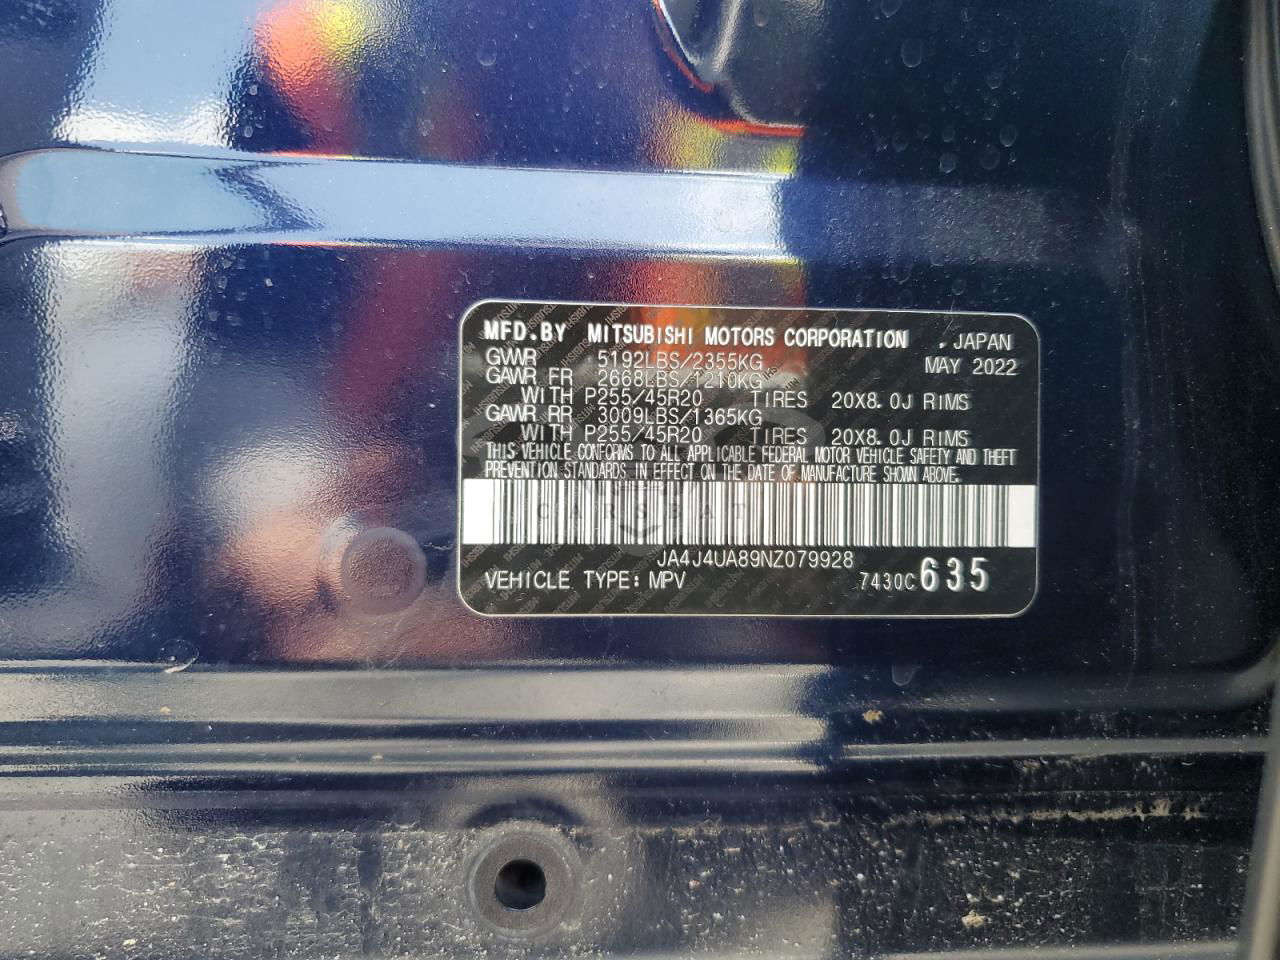 MFD.BY MITSUBISHI MOTORS CORPORATION , JAPAN
GVWR 5192LBS/2355KG MAY 2022
GAWR FR 2668LBS/1210KG
WITH P255/45R20 TIRES 20X8.0J RIMS
GAWR RR 3009LBS/1365KG
WITH P255/45R20 TIRES 20X8.0J RIMS
THIS VEHICLE CONFORMS TO ALL APPLICABLE FEDERAL MOTOR VEHICLE SAFETY AND THEFT
PREVENTION STANDARDS IN EFFECT ON THE DATE OF MANUFACTURE SHOWN ABOVE.
CARSBAT
JA4J4UA89NZ079928
VEHICLE TYPE: MPV 7430C 635